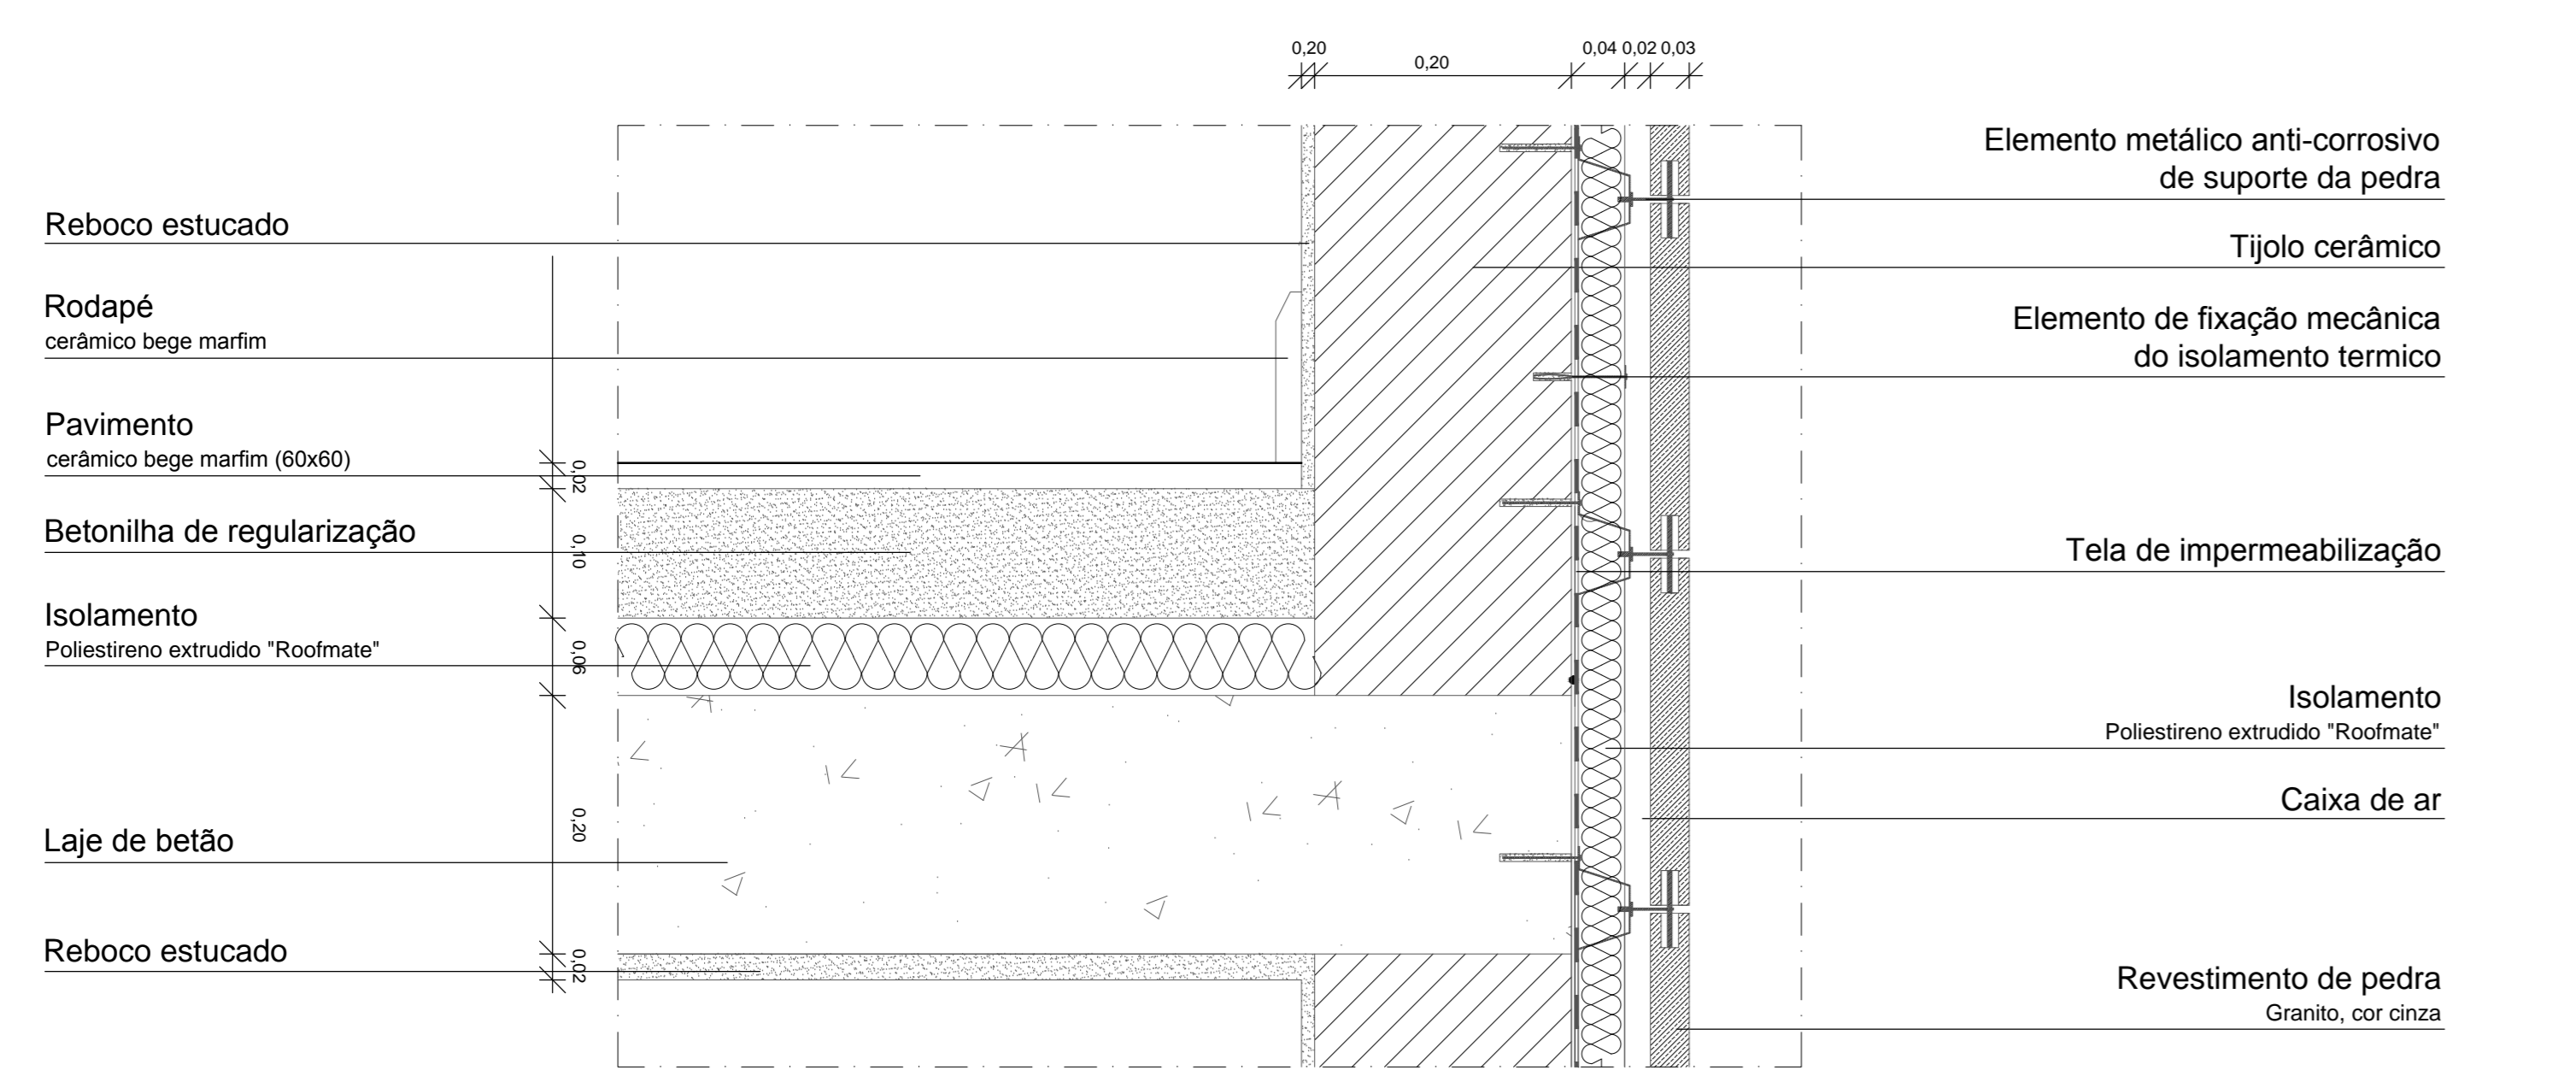 0,20
0,20
0,04 0,02 0,03
Reboco estucado
Rodapé
cerâmico bege marfim
Pavimento
cerâmico bege marfim (60x60)
Betonilha de regularização
Isolamento
Poliestireno extrudido "Roofmate"
Laje de betão
Reboco estucado
0,02
0,10
0,06
0,20
0,02
Elemento metálico anti-corrosivo
de suporte da pedra
Tijolo cerâmico
Elemento de fixação mecânica
do isolamento termico
Tela de impermeabilização
Isolamento
Poliestireno extrudido "Roofmate"
Caixa de ar
Revestimento de pedra
Granito, cor cinza